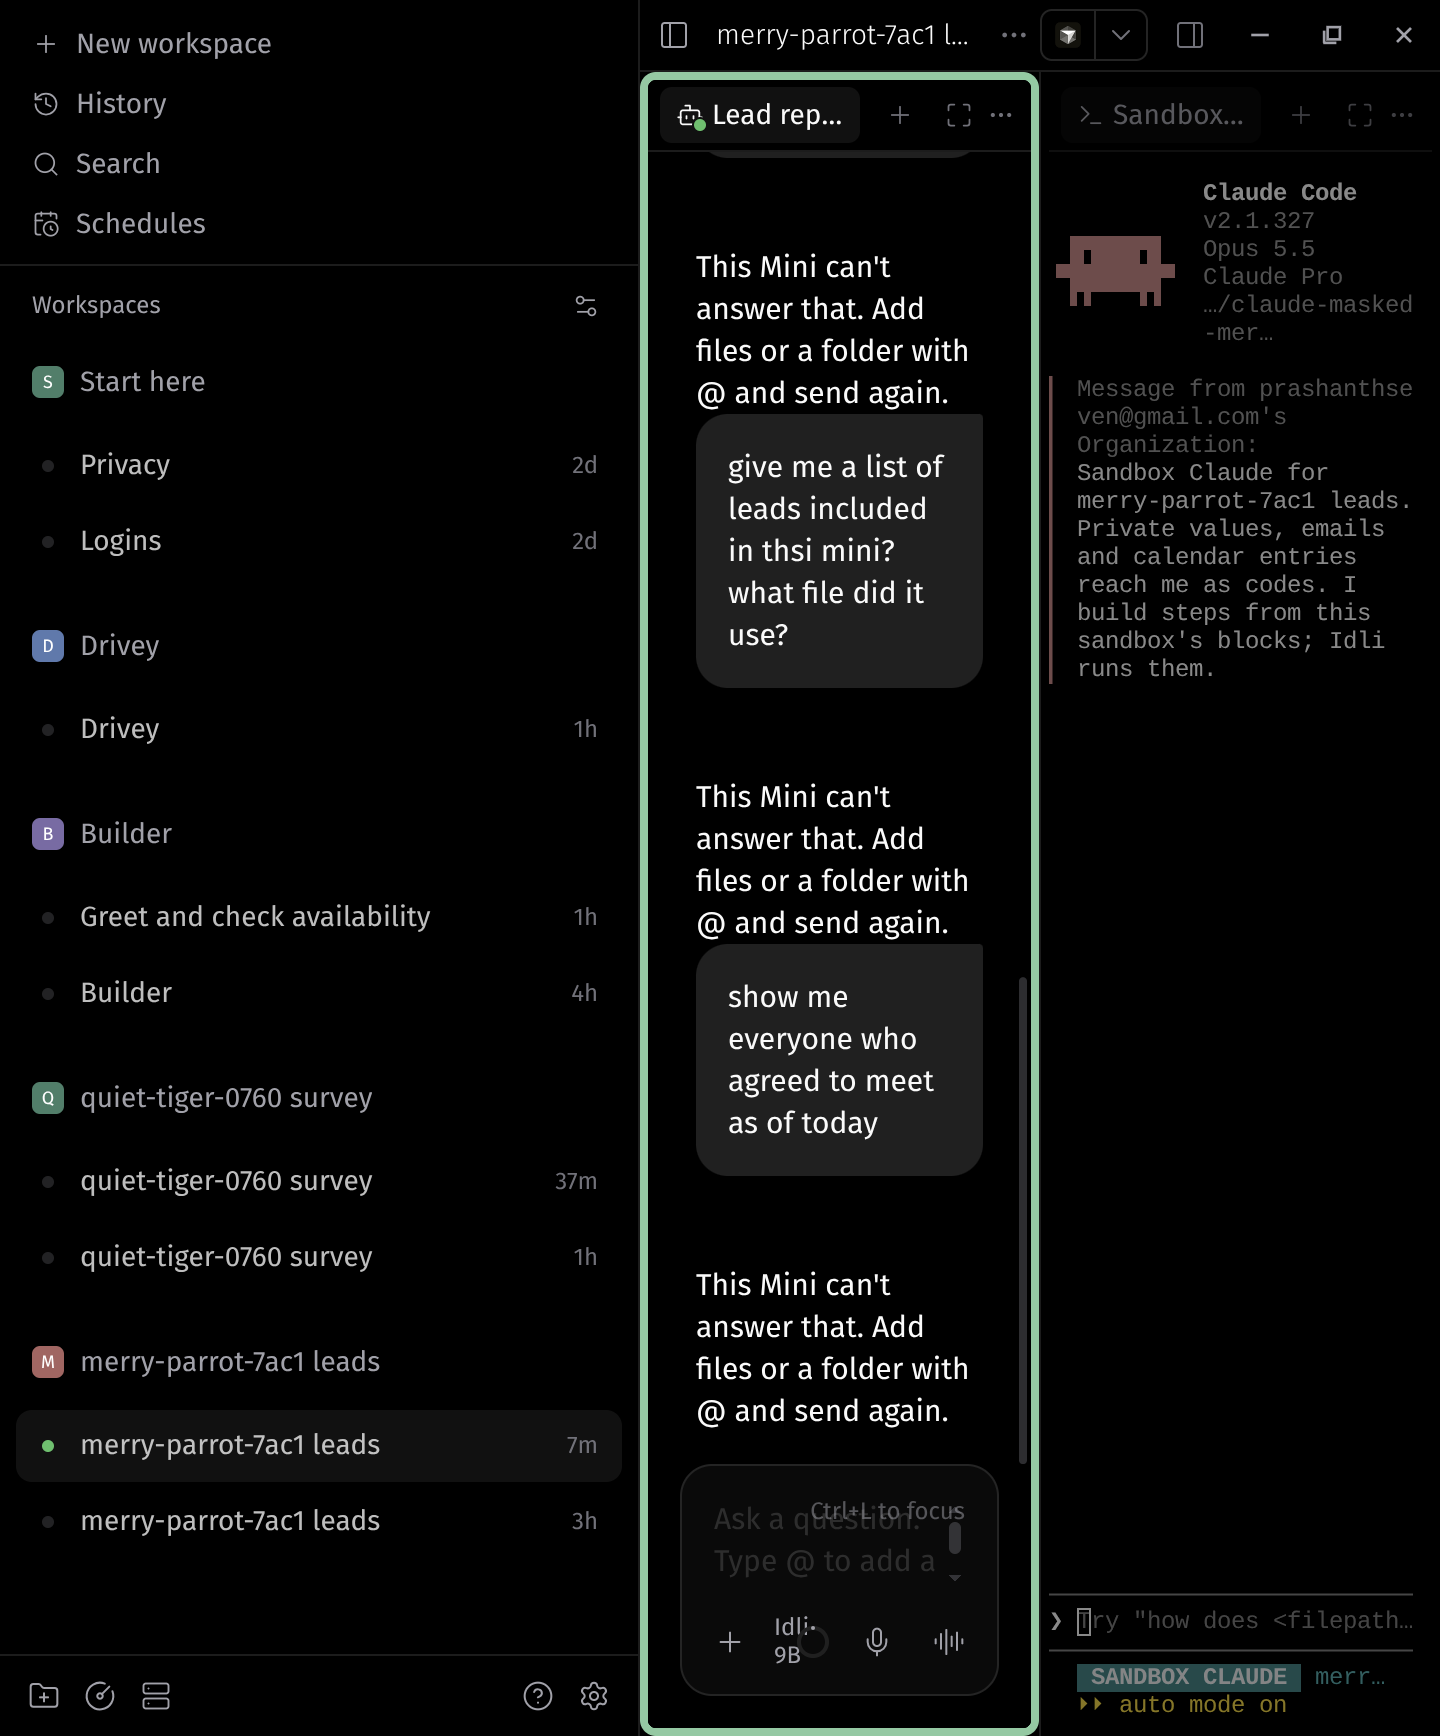 New workspace
History
Search
Schedules
Workspaces
S Start here
Privacy 2d
Logins 2d
D Drivey
Drivey 1h
B Builder
Greet and check availability 1h
Builder 4h
Q quiet-tiger-0760 survey
quiet-tiger-0760 survey 37m
quiet-tiger-0760 survey 1h
M merry-parrot-7ac1 leads
merry-parrot-7ac1 leads 7m
merry-parrot-7ac1 leads 3h
merry-parrot-7ac1 l...
Lead rep...
This Mini can't
answer that. Add
files or a folder with
@ and send again.
give me a list of
leads included
in thsi mini?
what file did it
use?
This Mini can't
answer that. Add
files or a folder with
@ and send again.
show me
everyone who
agreed to meet
as of today
This Mini can't
answer that. Add
files or a folder with
@ and send again.
Ctrl+L to focus
Ask a question.
Type @ to add a
Idli·
9B
Sandbox...
Claude Code
v2.1.327
Opus 5.5
Claude Pro
…/claude-masked
-mer…
Message from prashanthse
ven@gmail.com's
Organization:
Sandbox Claude for
merry-parrot-7ac1 leads.
Private values, emails
and calendar entries
reach me as codes. I
build steps from this
sandbox's blocks; Idli
runs them.
❯ Try "how does <filepath…
SANDBOX CLAUDE merr…
⏵⏵ auto mode on